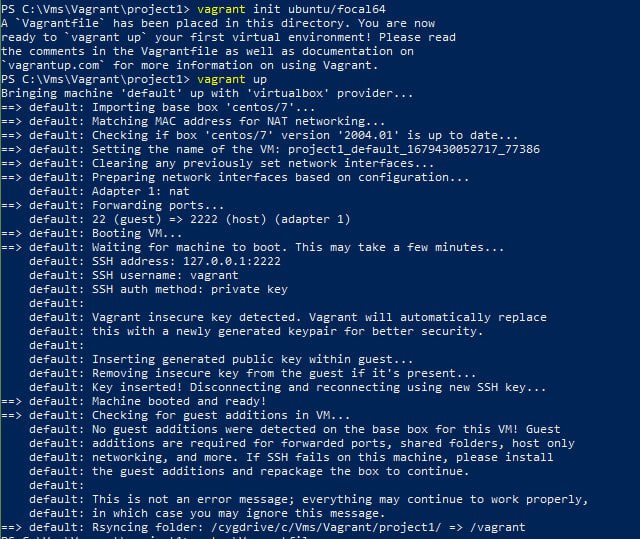 PS C:\Vms\Vagrant\project1> vagrant init ubuntu/focal64
A `Vagrantfile` has been placed in this directory. You are now
ready to `vagrant up` your first virtual environment! Please read
the comments in the Vagrantfile as well as documentation on
`vagrantup.com` for more information on using Vagrant.
PS C:\Vms\Vagrant\project1> vagrant up
Bringing machine 'default' up with 'virtualbox' provider...
==> default: Importing base box 'centos/7'...
==> default: Matching MAC address for NAT networking...
==> default: Checking if box 'centos/7' version '2004.01' is up to date...
==> default: Setting the name of the VM: project1_default_1679430052717_77386
==> default: Clearing any previously set network interfaces...
==> default: Preparing network interfaces based on configuration...
    default: Adapter 1: nat
==> default: Forwarding ports...
    default: 22 (guest) => 2222 (host) (adapter 1)
==> default: Booting VM...
==> default: Waiting for machine to boot. This may take a few minutes...
    default: SSH address: 127.0.0.1:2222
    default: SSH username: vagrant
    default: SSH auth method: private key
    default:
    default: Vagrant insecure key detected. Vagrant will automatically replace
    default: this with a newly generated keypair for better security.
    default:
    default: Inserting generated public key within guest...
    default: Removing insecure key from the guest if it's present...
    default: Key inserted! Disconnecting and reconnecting using new SSH key...
==> default: Machine booted and ready!
==> default: Checking for guest additions in VM...
    default: No guest additions were detected on the base box for this VM! Guest
    default: additions are required for forwarded ports, shared folders, host only
    default: networking, and more. If SSH fails on this machine, please install
    default: the guest additions and repackage the box to continue.
    default:
    default: This is not an error message; everything may continue to work properly,
    default: in which case you may ignore this message.
==> default: Rsyncing folder: /cygdrive/c/Vms/Vagrant/project1/ => /vagrant